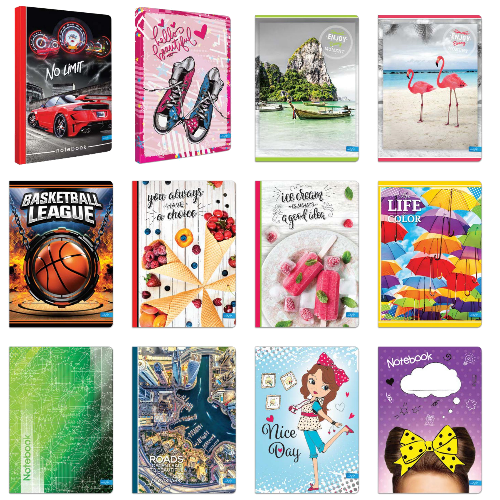 NO LIMIT
notebook
hello
beautiful
ENJOY
ENJOY
BASKETBALL
LEAGUE
you always
HAVE
a choice
ice cream
IS ALWAYS
a good idea
LIFE
COLOR
Notebook
ROADS
Nice
Day
Notebook